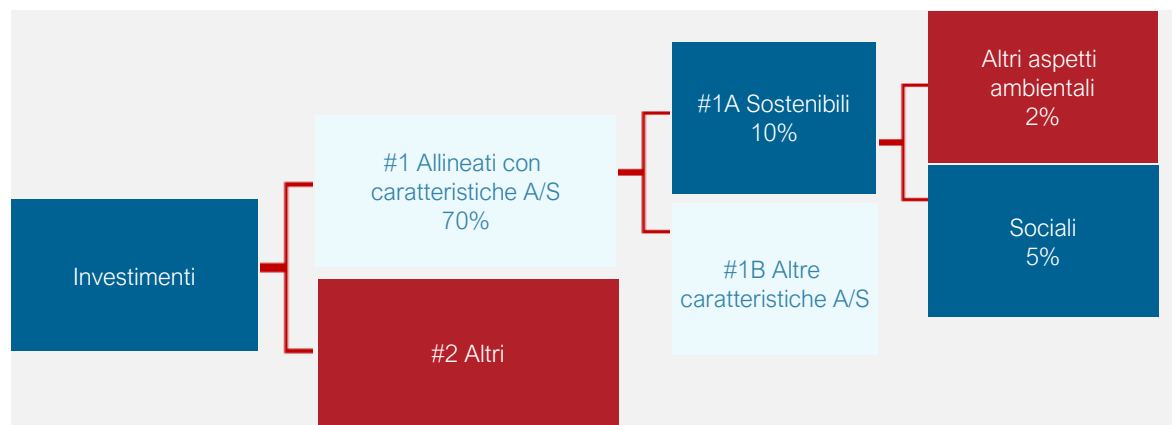 Investimenti
#1 Allineati con
caratteristiche A/S
70%
#2 Altri
#1A Sostenibili
10%
#1B Altre
caratteristiche A/S
Altri aspetti
ambientali
2%
Sociali
5%